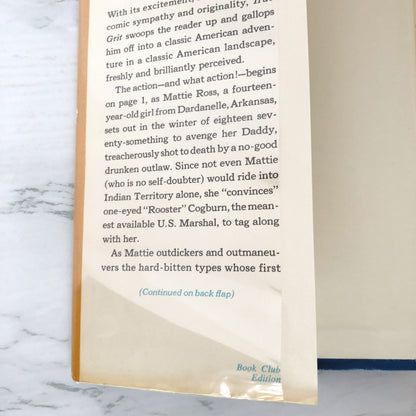 With its excitement,
comic sympathy and originality, True
Grit swoops the reader up and gallops
him off into a classic American adven-
ture in a classic American landscape,
freshly and brilliantly perceived.
The action—and what action!—begins
on page 1, as Mattie Ross, a fourteen-
year-old girl from Dardanelle, Arkansas,
sets out in the winter of eighteen sev-
enty-something to avenge her Daddy,
treacherously shot to death by a no-good
drunken outlaw. Since not even Mattie
(who is no self-doubter) would ride into
Indian Territory alone, she "convinces"
one-eyed "Rooster" Cogburn, the mean-
est available U.S. Marshal, to tag along
with her.
As Mattie outdickers and outmaneu-
vers the hard-bitten types whose first
(Continued on back flap)
Book Club
Edition